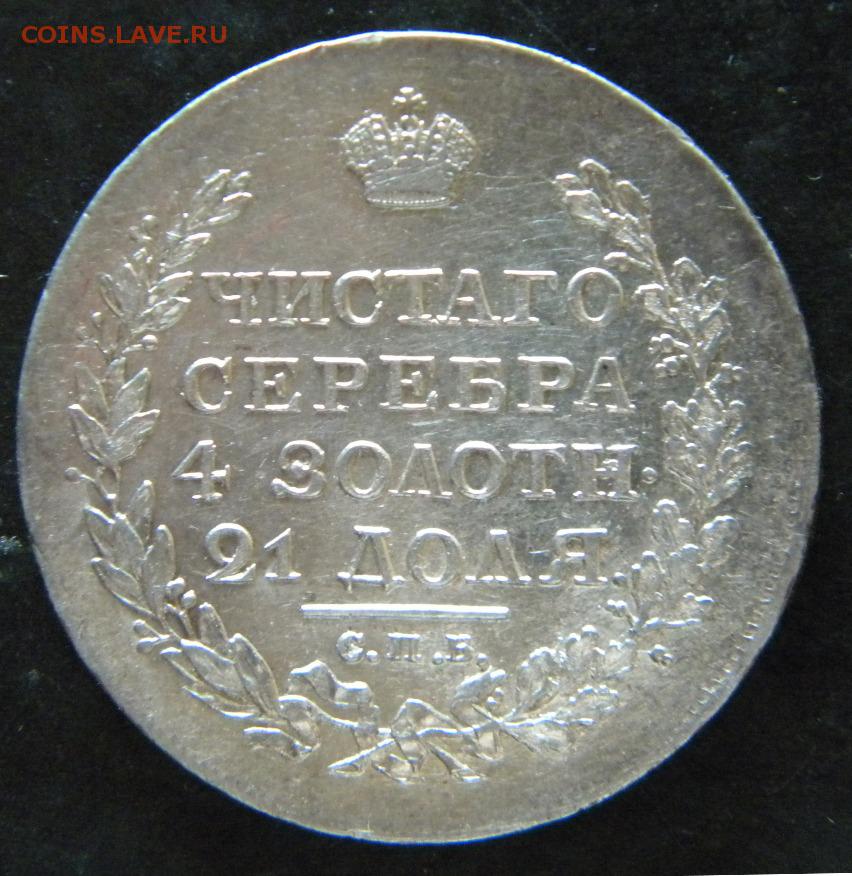 COINS.LAVE.RU
ЧИСТАГО
СЕРЕБРА
4 ЗОЛОТН.
21 ДОЛЯ
С.П.Б.